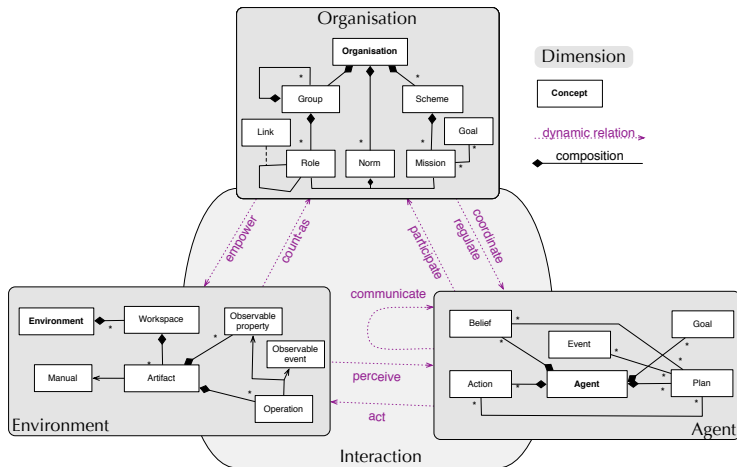 Organisation
Organisation
*
*
Group
Scheme
Link
Goal
*
*
*
*
*
Role
Norm
Mission
Dimension
Concept
dynamic relation
composition
empower
count-as
participate
coordinate
regulate
communicate
perceive
act
Environment
Workspace
*
*
Observable
property
*
Observable
event
Manual
Artifact
*
Operation
Environment
Belief
*
*
Goal
*
Event
*
*
*
*
Action
*
Agent
*
*
Plan
*
*
Agent
Interaction